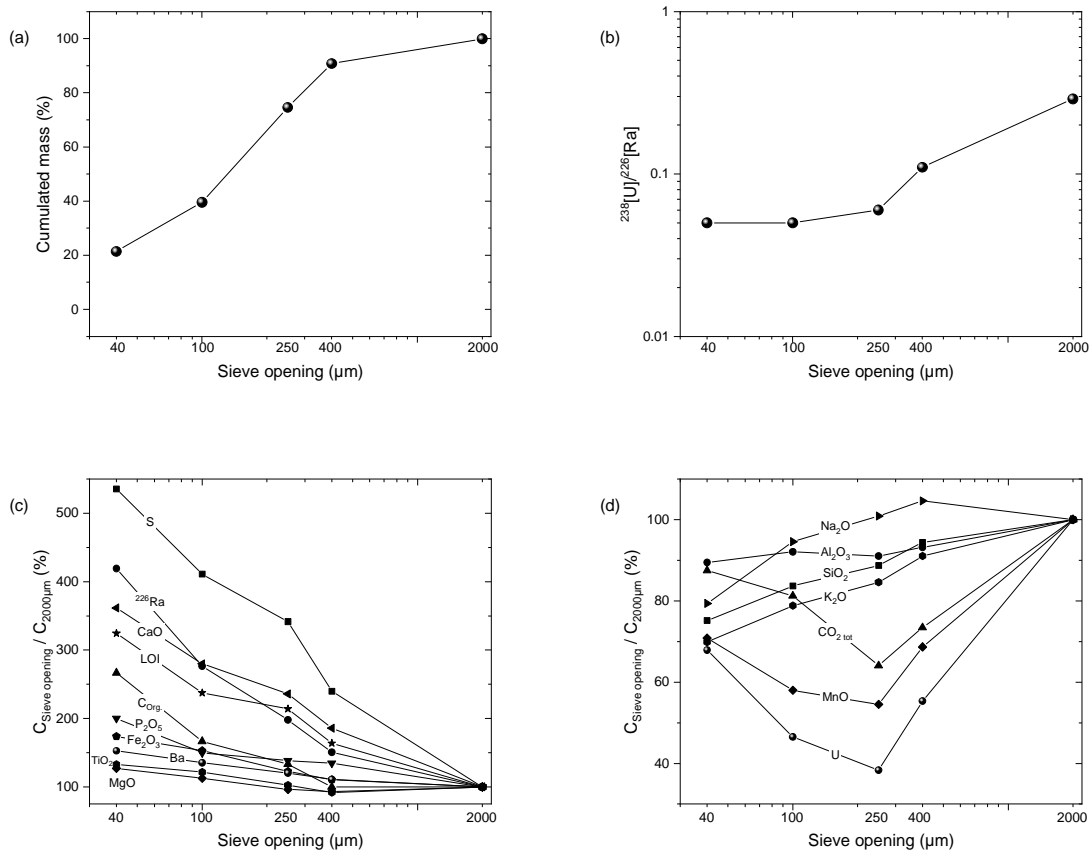 (a)
100
80
60
40
20
0
Cumulated mass (%)
40 100 250 400 2000
Sieve opening (µm)
(b)
1
0.1
0.01
²³⁸[U]/²²⁶[Ra]
40 100 250 400 2000
Sieve opening (µm)
(c)
500
400
300
200
100
C_Sieve opening / C_2000µm (%)
S
²²⁶Ra
CaO
LOI
C_Org.
P₂O₅
Fe₂O₃
Ba
TiO₂
MgO
40 100 250 400 2000
Sieve opening (µm)
(d)
100
80
60
40
C_Sieve opening / C_2000µm (%)
Na₂O
Al₂O₃
SiO₂
K₂O
CO₂ tot
MnO
U
40 100 250 400 2000
Sieve opening (µm)